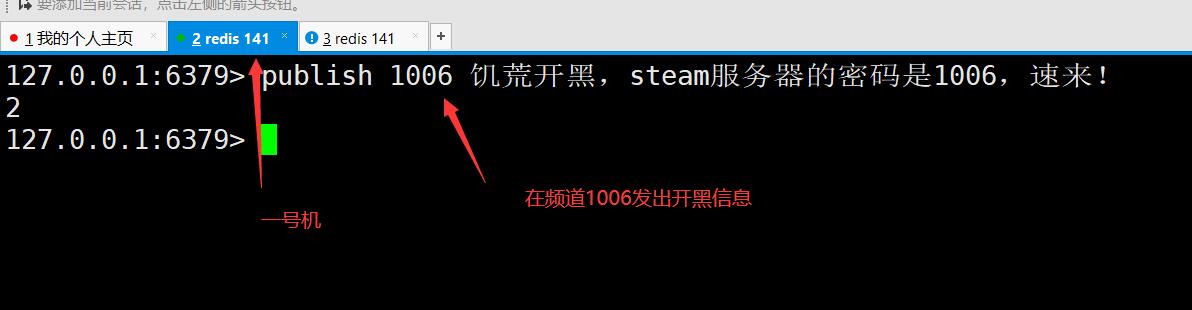 要添加当前会话，点击左侧的箭头按钮。
1 我的个人主页 × 2 redis 141 × 3 redis 141 × +
127.0.0.1:6379> publish 1006 饥荒开黑，steam服务器的密码是1006，速来！
2
127.0.0.1:6379>
在频道1006发出开黑信息
一号机